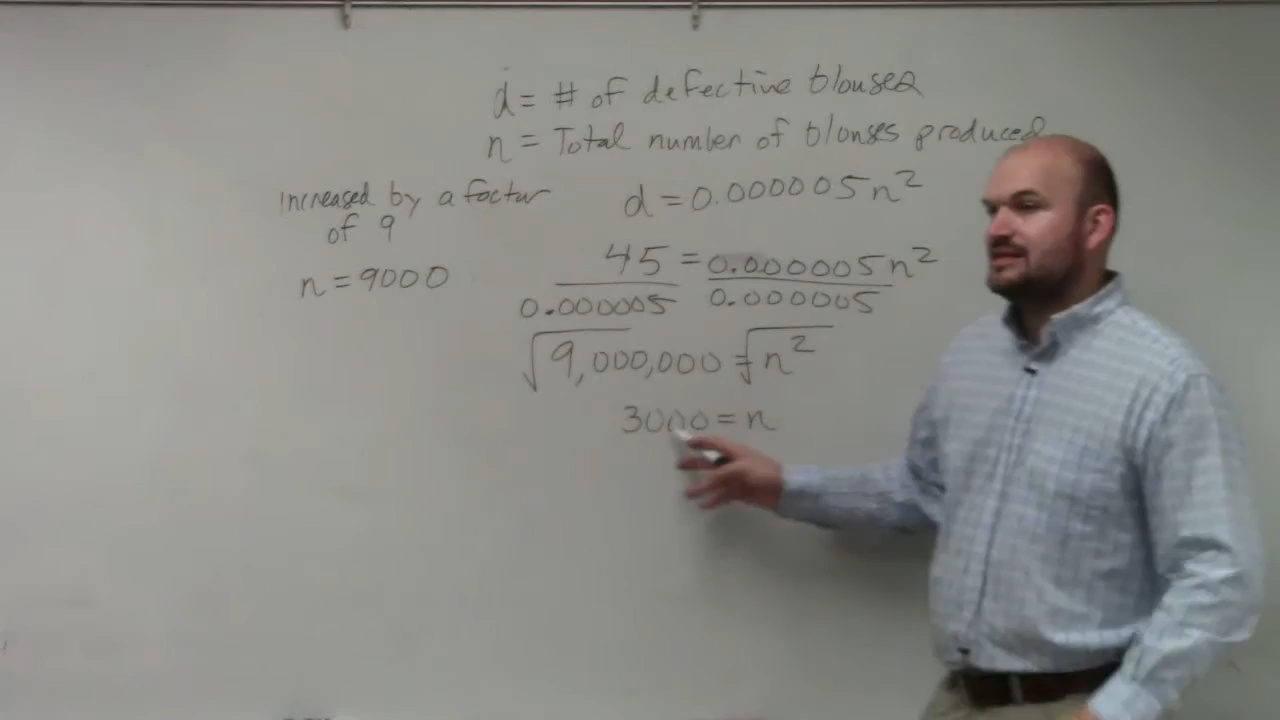 d = # of defective blouses
n = Total number of blouses produced
increased by a factor
of 9
n = 9000
d = 0.000005n²
45 = 0.000005n²
0.000005 0.000005
√9,000,000 = √n²
3000 = n